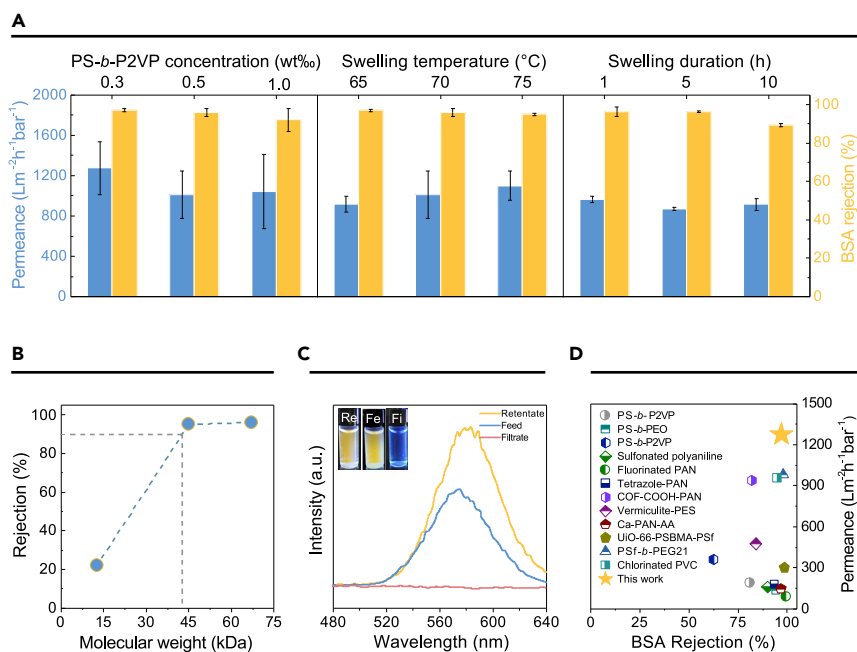 A
PS-b-P2VP concentration (wt‰) Swelling temperature (°C) Swelling duration (h)
0.3 0.5 1.0 65 70 75 1 5 10
2000
1600
1200
800
400
0
Permeance (Lm⁻²h⁻¹bar⁻¹)
100
80
60
40
20
0
BSA rejection (%)
B
100
80
60
40
20
0
Rejection (%)
0 15 30 45 60 75
Molecular weight (kDa)
C
Re Fe Fi
Retentate
Feed
Filtrate
Intensity (a.u.)
480 520 560 600 640
Wavelength (nm)
D
PS-b- P2VP
PS-b-PEO
PS-b-P2VP
Sulfonated polyaniline
Fluorinated PAN
Tetrazole-PAN
COF-COOH-PAN
Vermiculite-PES
Ca-PAN-AA
UiO-66-PSBMA-PSf
PSf-b-PEG21
Chlorinated PVC
This work
1500
1200
900
600
300
0
Permeance (Lm⁻²h⁻¹bar⁻¹)
0 25 50 75 100
BSA Rejection (%)